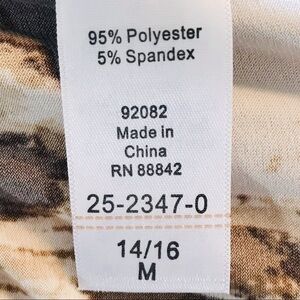 95% Polyester
5% Spandex
92082
Made in
China
RN 88842
25-2347-0
14/16
M